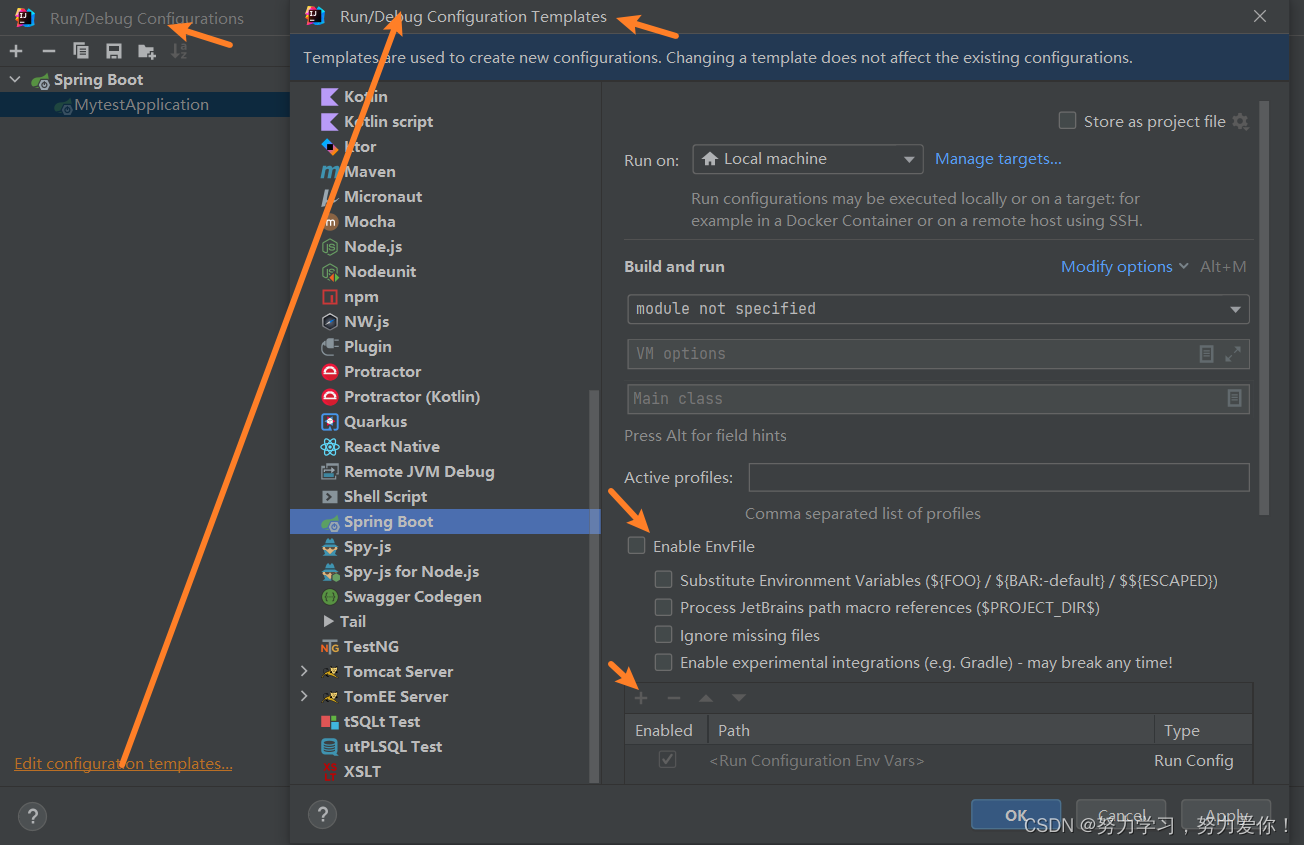 Run/Debug Configurations
Spring Boot
MytestApplication
Edit configuration templates...
?
Run/Debug Configuration Templates
Templates are used to create new configurations. Changing a template does not affect the existing configurations.
Kotlin
Kotlin script
Ktor
Maven
Micronaut
Mocha
Node.js
Nodeunit
npm
NW.js
Plugin
Protractor
Protractor (Kotlin)
Quarkus
React Native
Remote JVM Debug
Shell Script
Spring Boot
Spy-js
Spy-js for Node.js
Swagger Codegen
Tail
TestNG
Tomcat Server
TomEE Server
tSQLt Test
utPLSQL Test
XSLT
Store as project file
Run on: Local machine Manage targets...
Run configurations may be executed locally or on a target: for
example in a Docker Container or on a remote host using SSH.
Build and run Modify options Alt+M
module not specified
VM options
Main class
Press Alt for field hints
Active profiles:
Comma separated list of profiles
Enable EnvFile
Substitute Environment Variables (${FOO} / ${BAR:-default} / $${ESCAPED})
Process JetBrains path macro references ($PROJECT_DIR$)
Ignore missing files
Enable experimental integrations (e.g. Gradle) - may break any time!
Enabled Path Type
<Run Configuration Env Vars> Run Config
?
OK Cancel Apply
CSDN @努力学习，努力爱你！